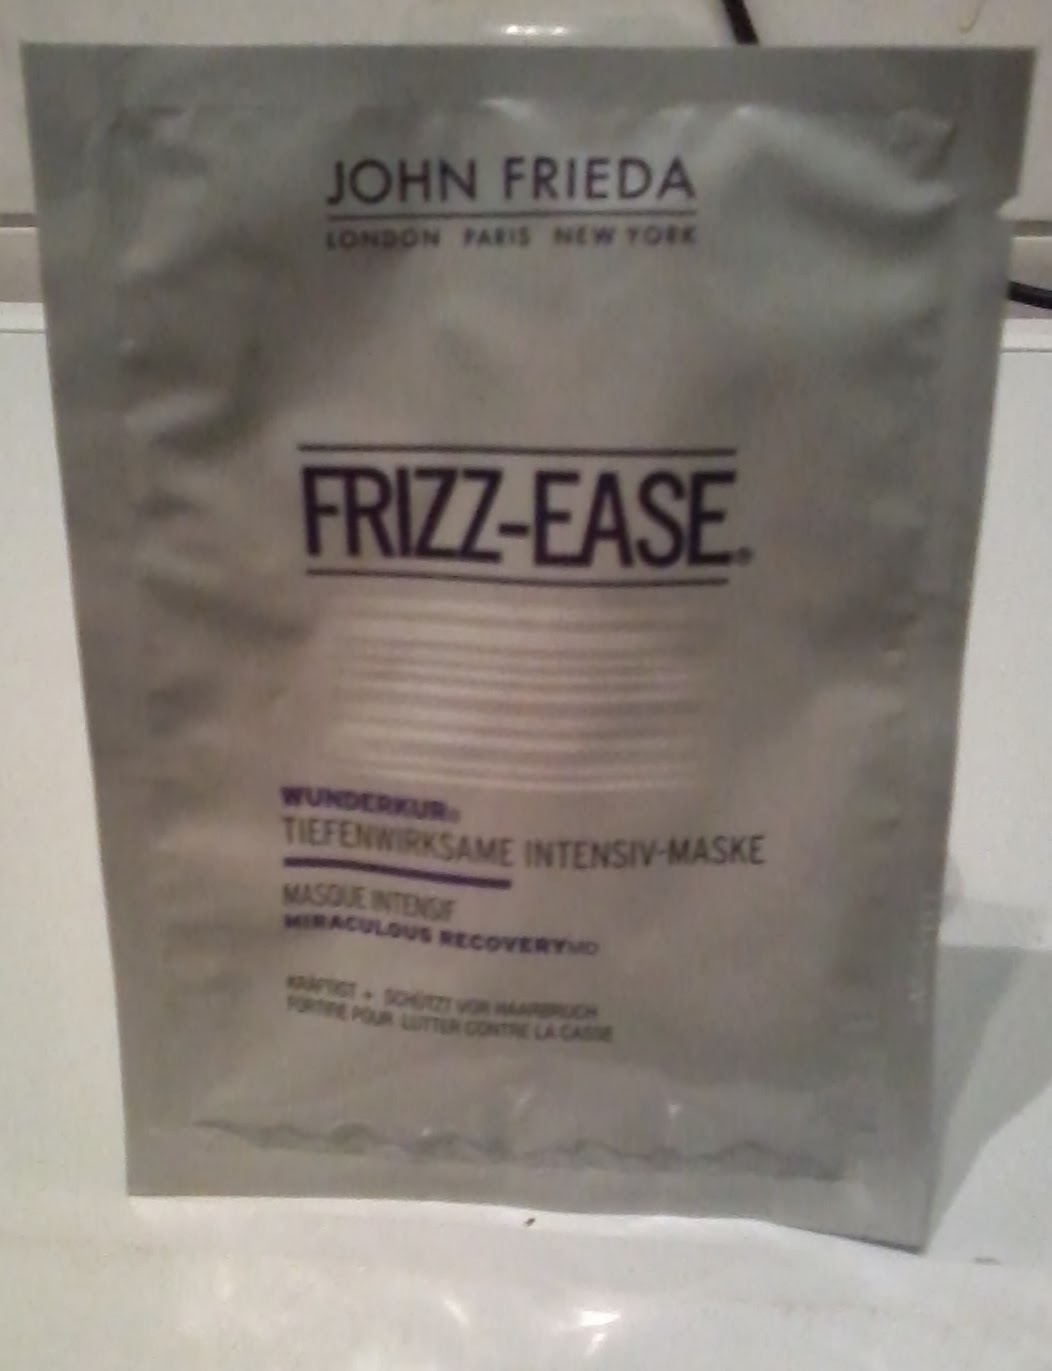 JOHN FRIEDA
LONDON PARIS NEW YORK
FRIZZ-EASE®
WUNDERKUR®
TIEFENWIRKSAME INTENSIV-MASKE
MASQUE INTENSIF
MIRACULOUS RECOVERYMD
KRÄFTIGT + SCHÜTZT VOR HAARBRUCH
FORTIFIE POUR LUTTER CONTRE LA CASSE